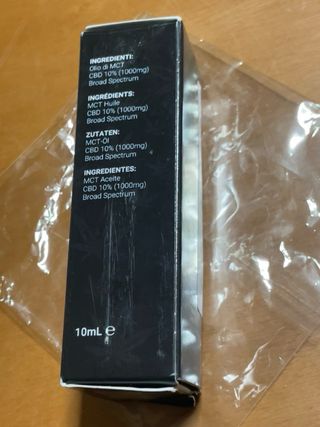 INGREDIENTI:
Olio di MCT
CBD 10% (1000mg)
Broad Spectrum
INGRÉDIENTS:
MCT Huile
CBD 10% (1000mg)
Broad Spectrum
ZUTATEN:
MCT-Öl
CBD 10% (1000mg)
Broad Spectrum
INGREDIENTES:
MCT Aceite
CBD 10% (1000mg)
Broad Spectrum
10mL ℮